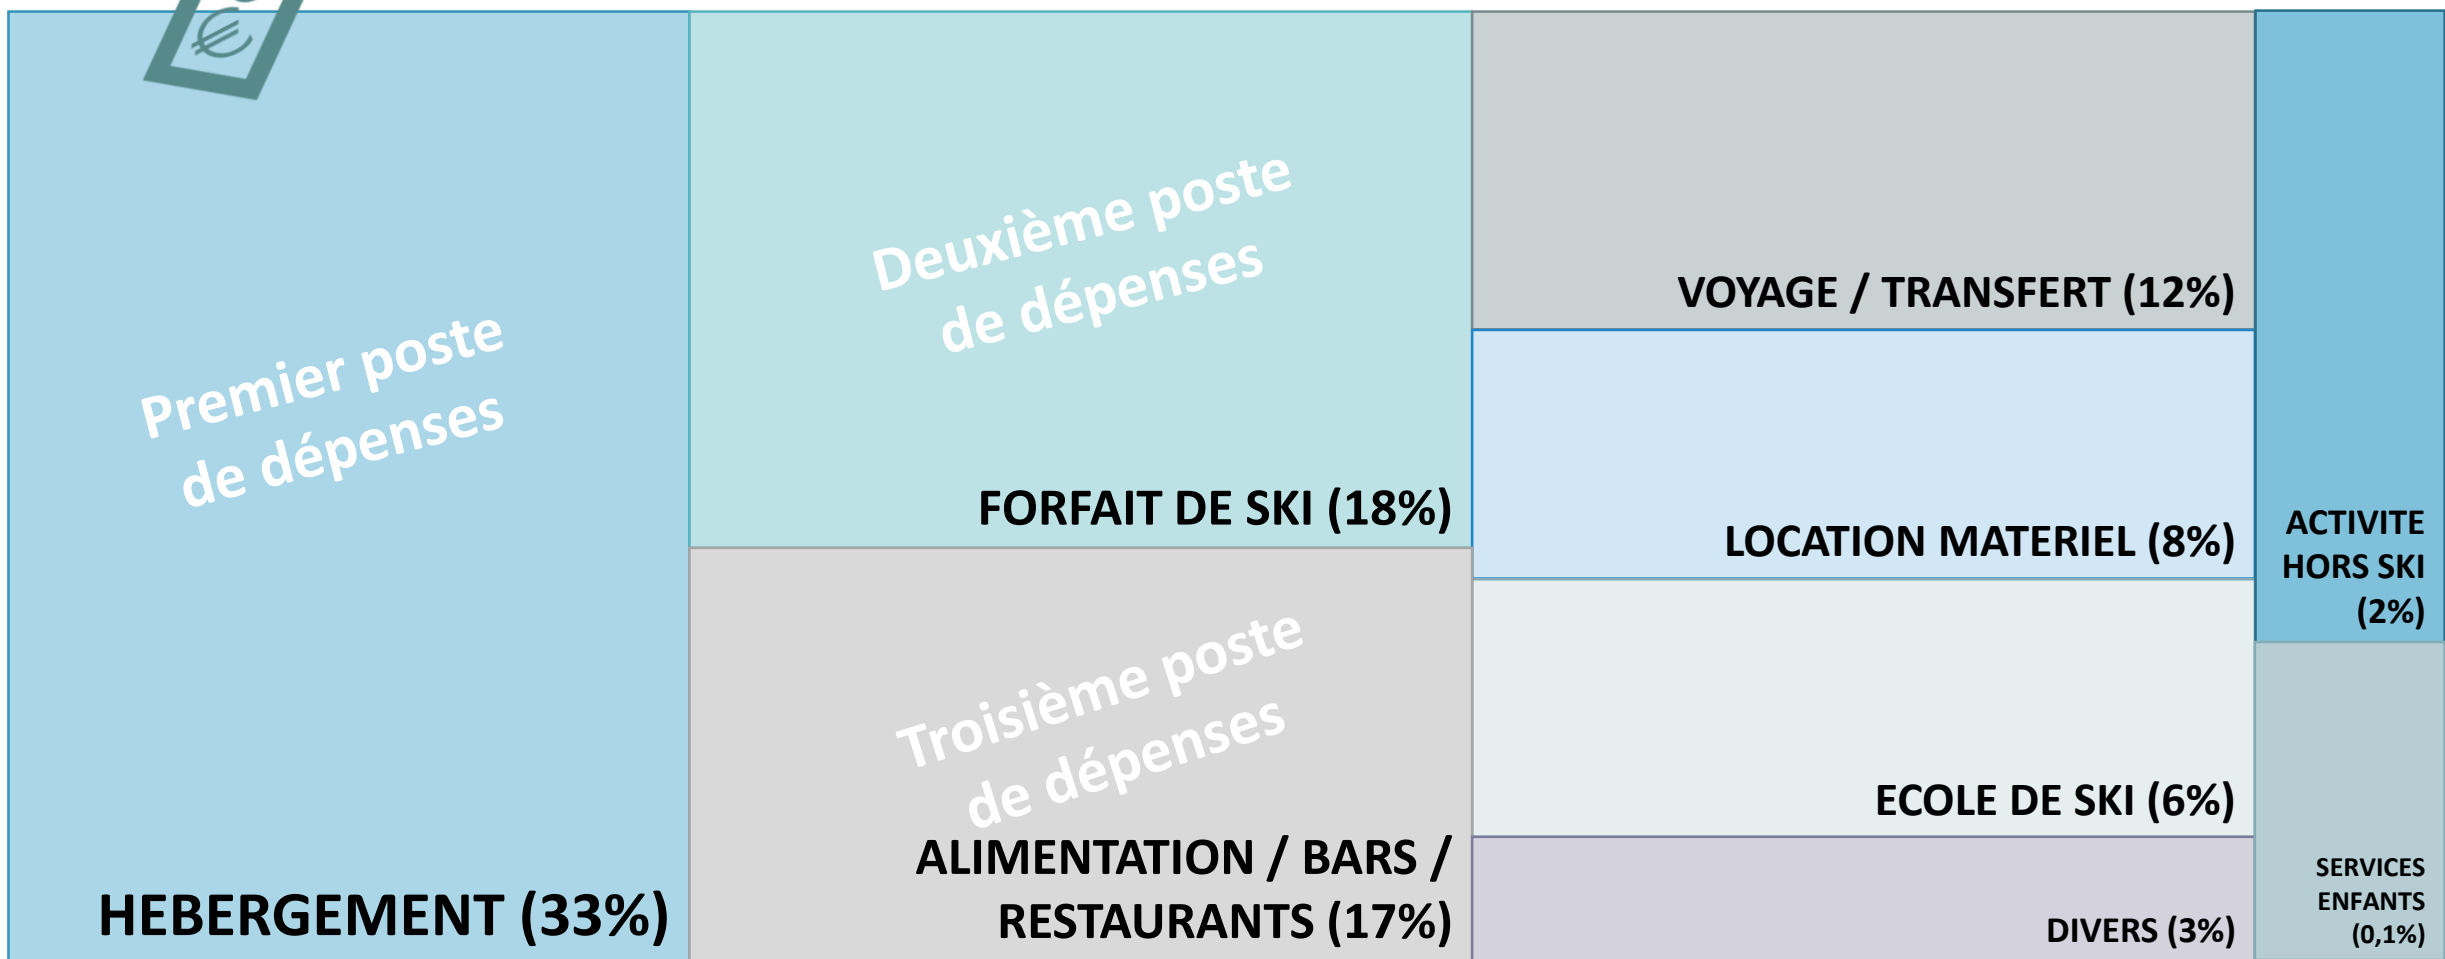 €
Premier poste
de dépenses
HEBERGEMENT (33%)
Deuxième poste
de dépenses
FORFAIT DE SKI (18%)
Troisième poste
de dépenses
ALIMENTATION / BARS /
RESTAURANTS (17%)
VOYAGE / TRANSFERT (12%)
LOCATION MATERIEL (8%)
ECOLE DE SKI (6%)
DIVERS (3%)
ACTIVITE
HORS SKI
(2%)
SERVICES
ENFANTS
(0,1%)